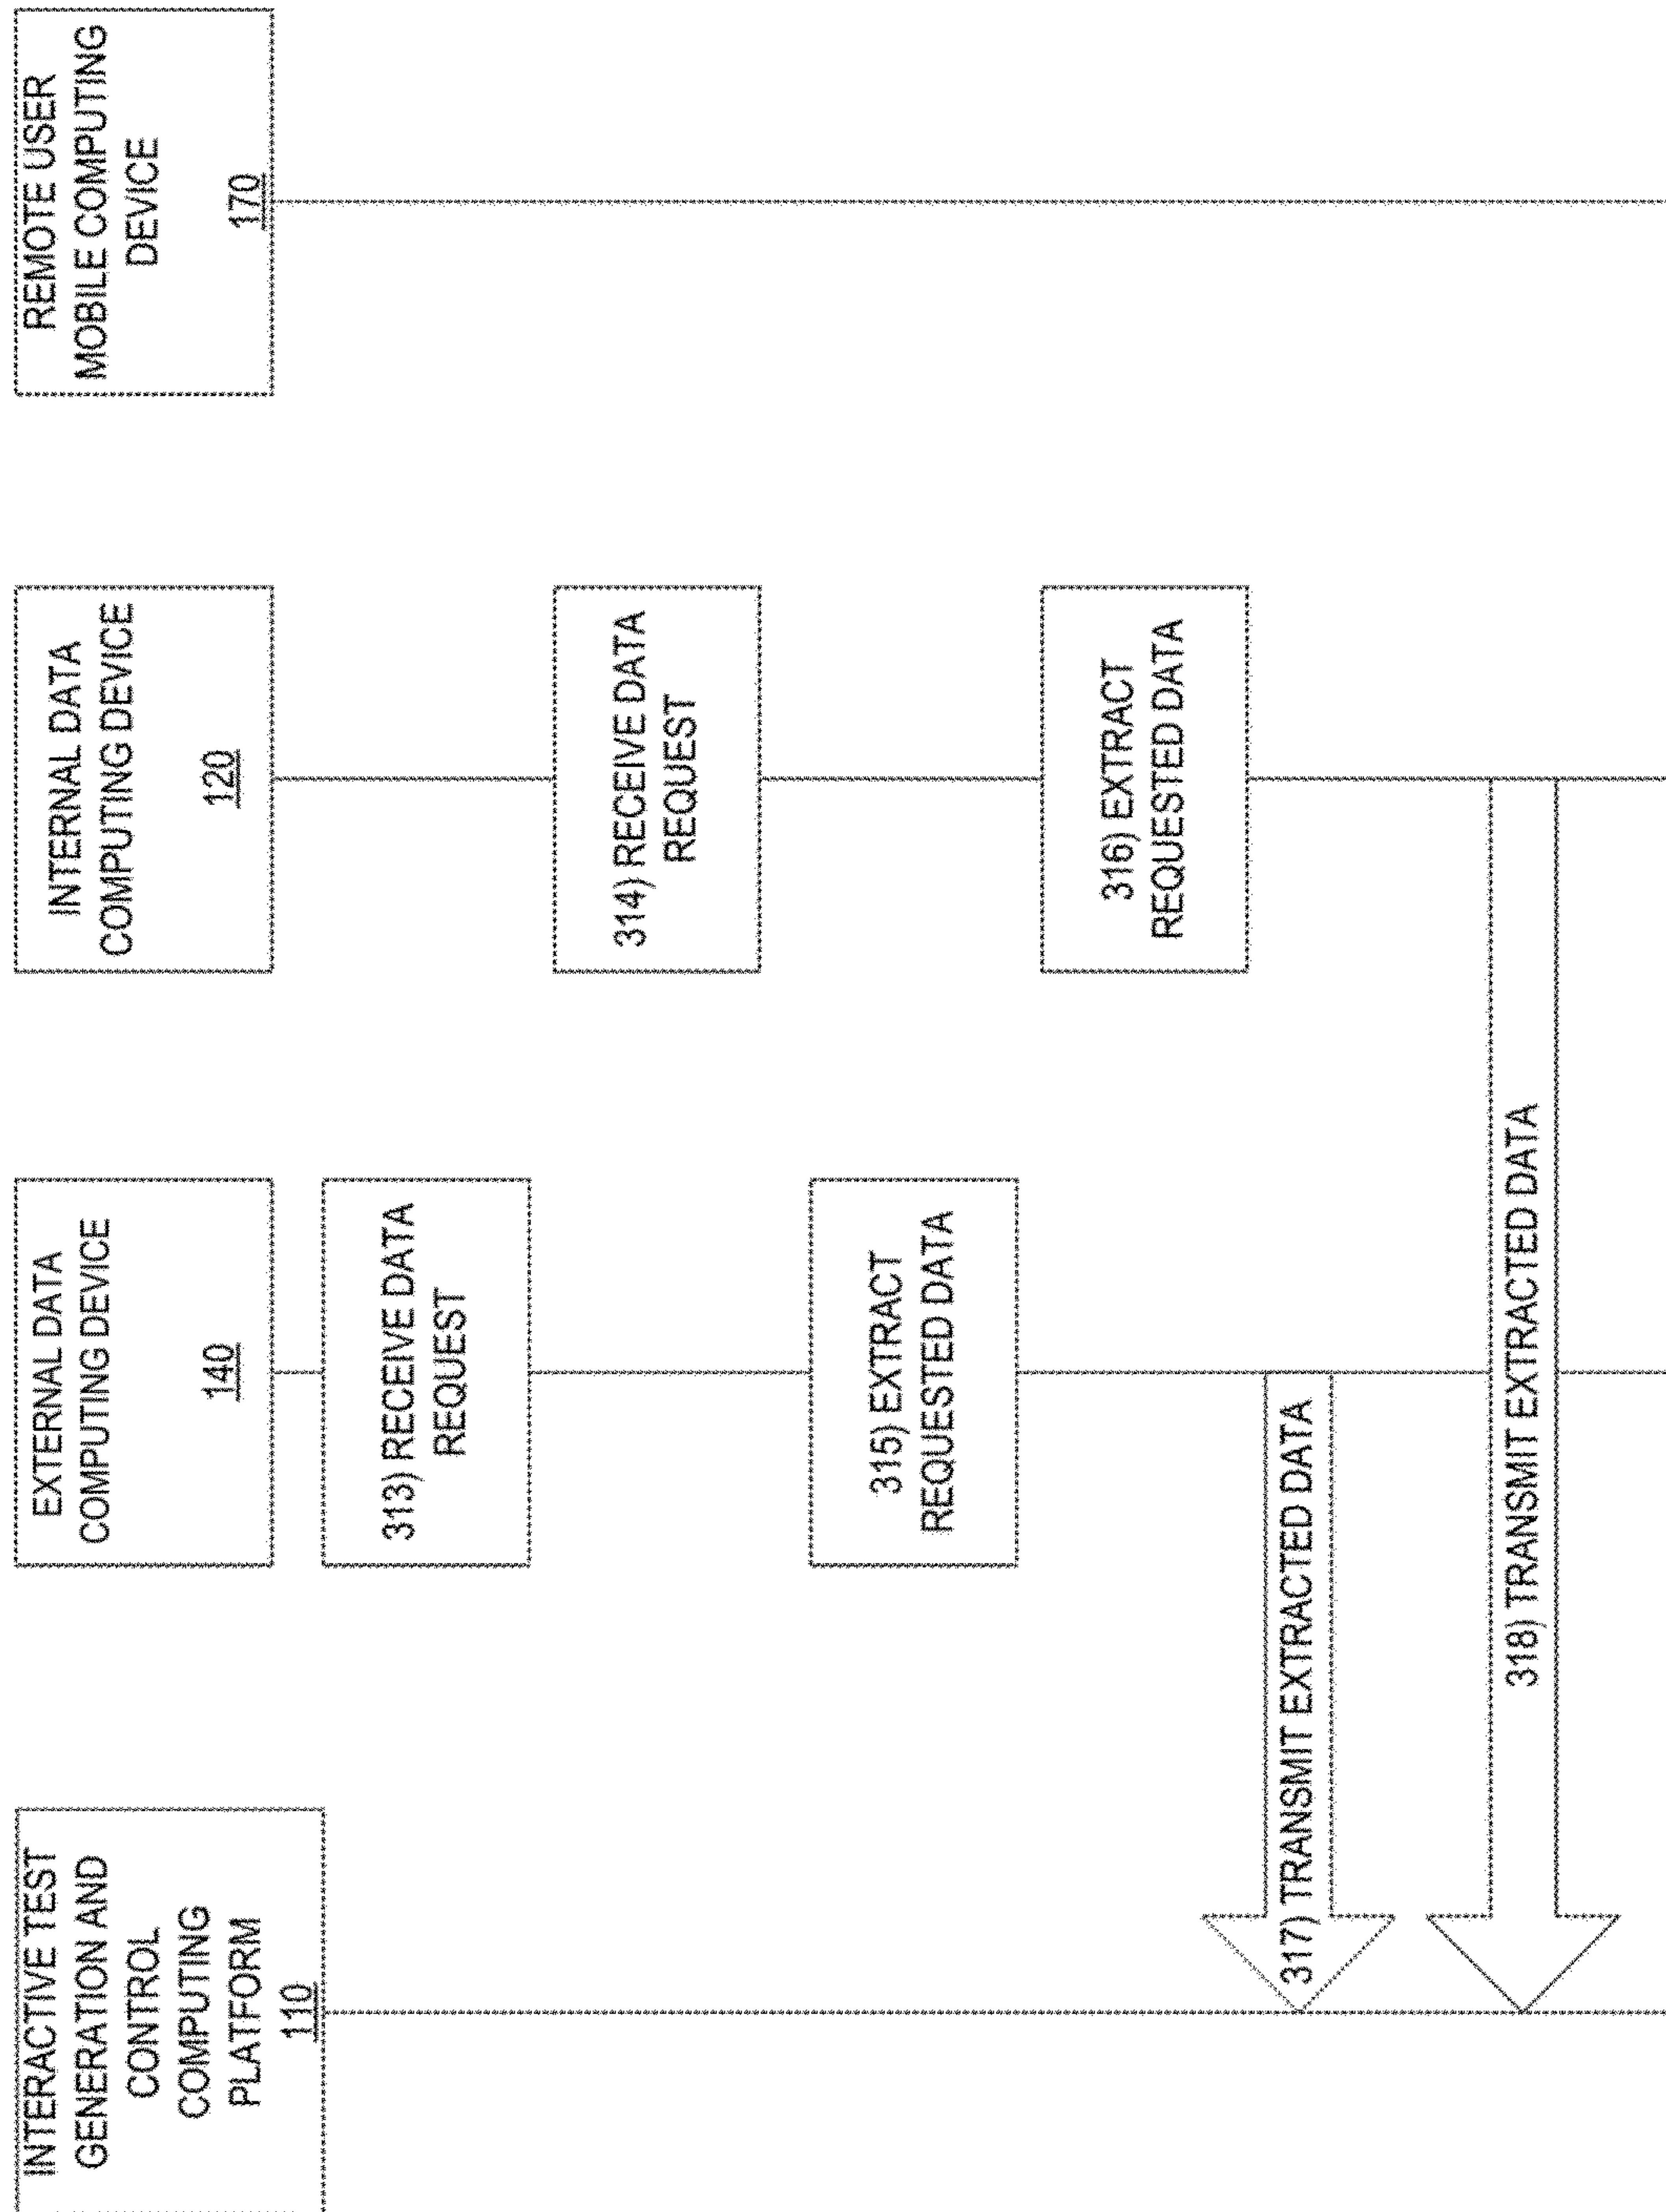 INTERACTIVE TEST
GENERATION AND
CONTROL
COMPUTING
PLATFORM
110
EXTERNAL DATA
COMPUTING DEVICE
140
INTERNAL DATA
COMPUTING DEVICE
120
REMOTE USER
MOBILE COMPUTING
DEVICE
170
313) RECEIVE DATA
REQUEST
314) RECEIVE DATA
REQUEST
315) EXTRACT
REQUESTED DATA
316) EXTRACT
REQUESTED DATA
317) TRANSMIT EXTRACTED DATA
318) TRANSMIT EXTRACTED DATA